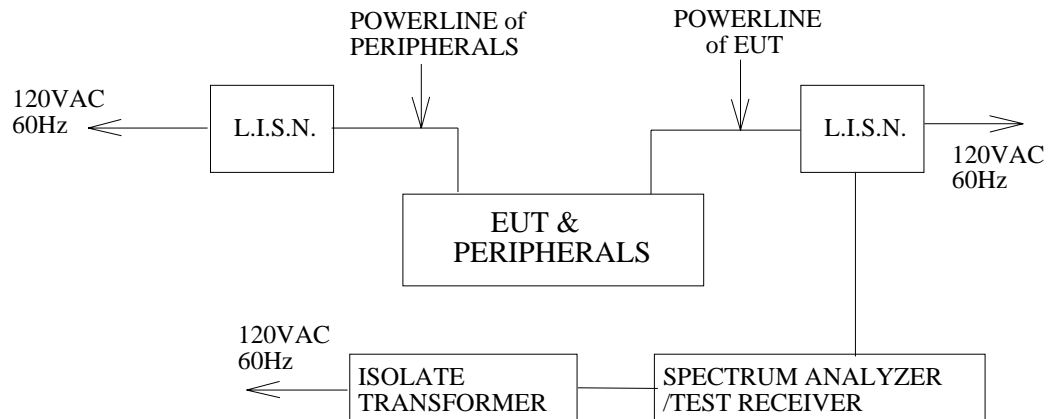 POWERLINE of
PERIPHERALS
POWERLINE
of EUT
120VAC
60Hz
L.I.S.N.
L.I.S.N.
120VAC
60Hz
EUT &
PERIPHERALS
120VAC
60Hz
ISOLATE
TRANSFORMER
SPECTRUM ANALYZER
/TEST RECEIVER